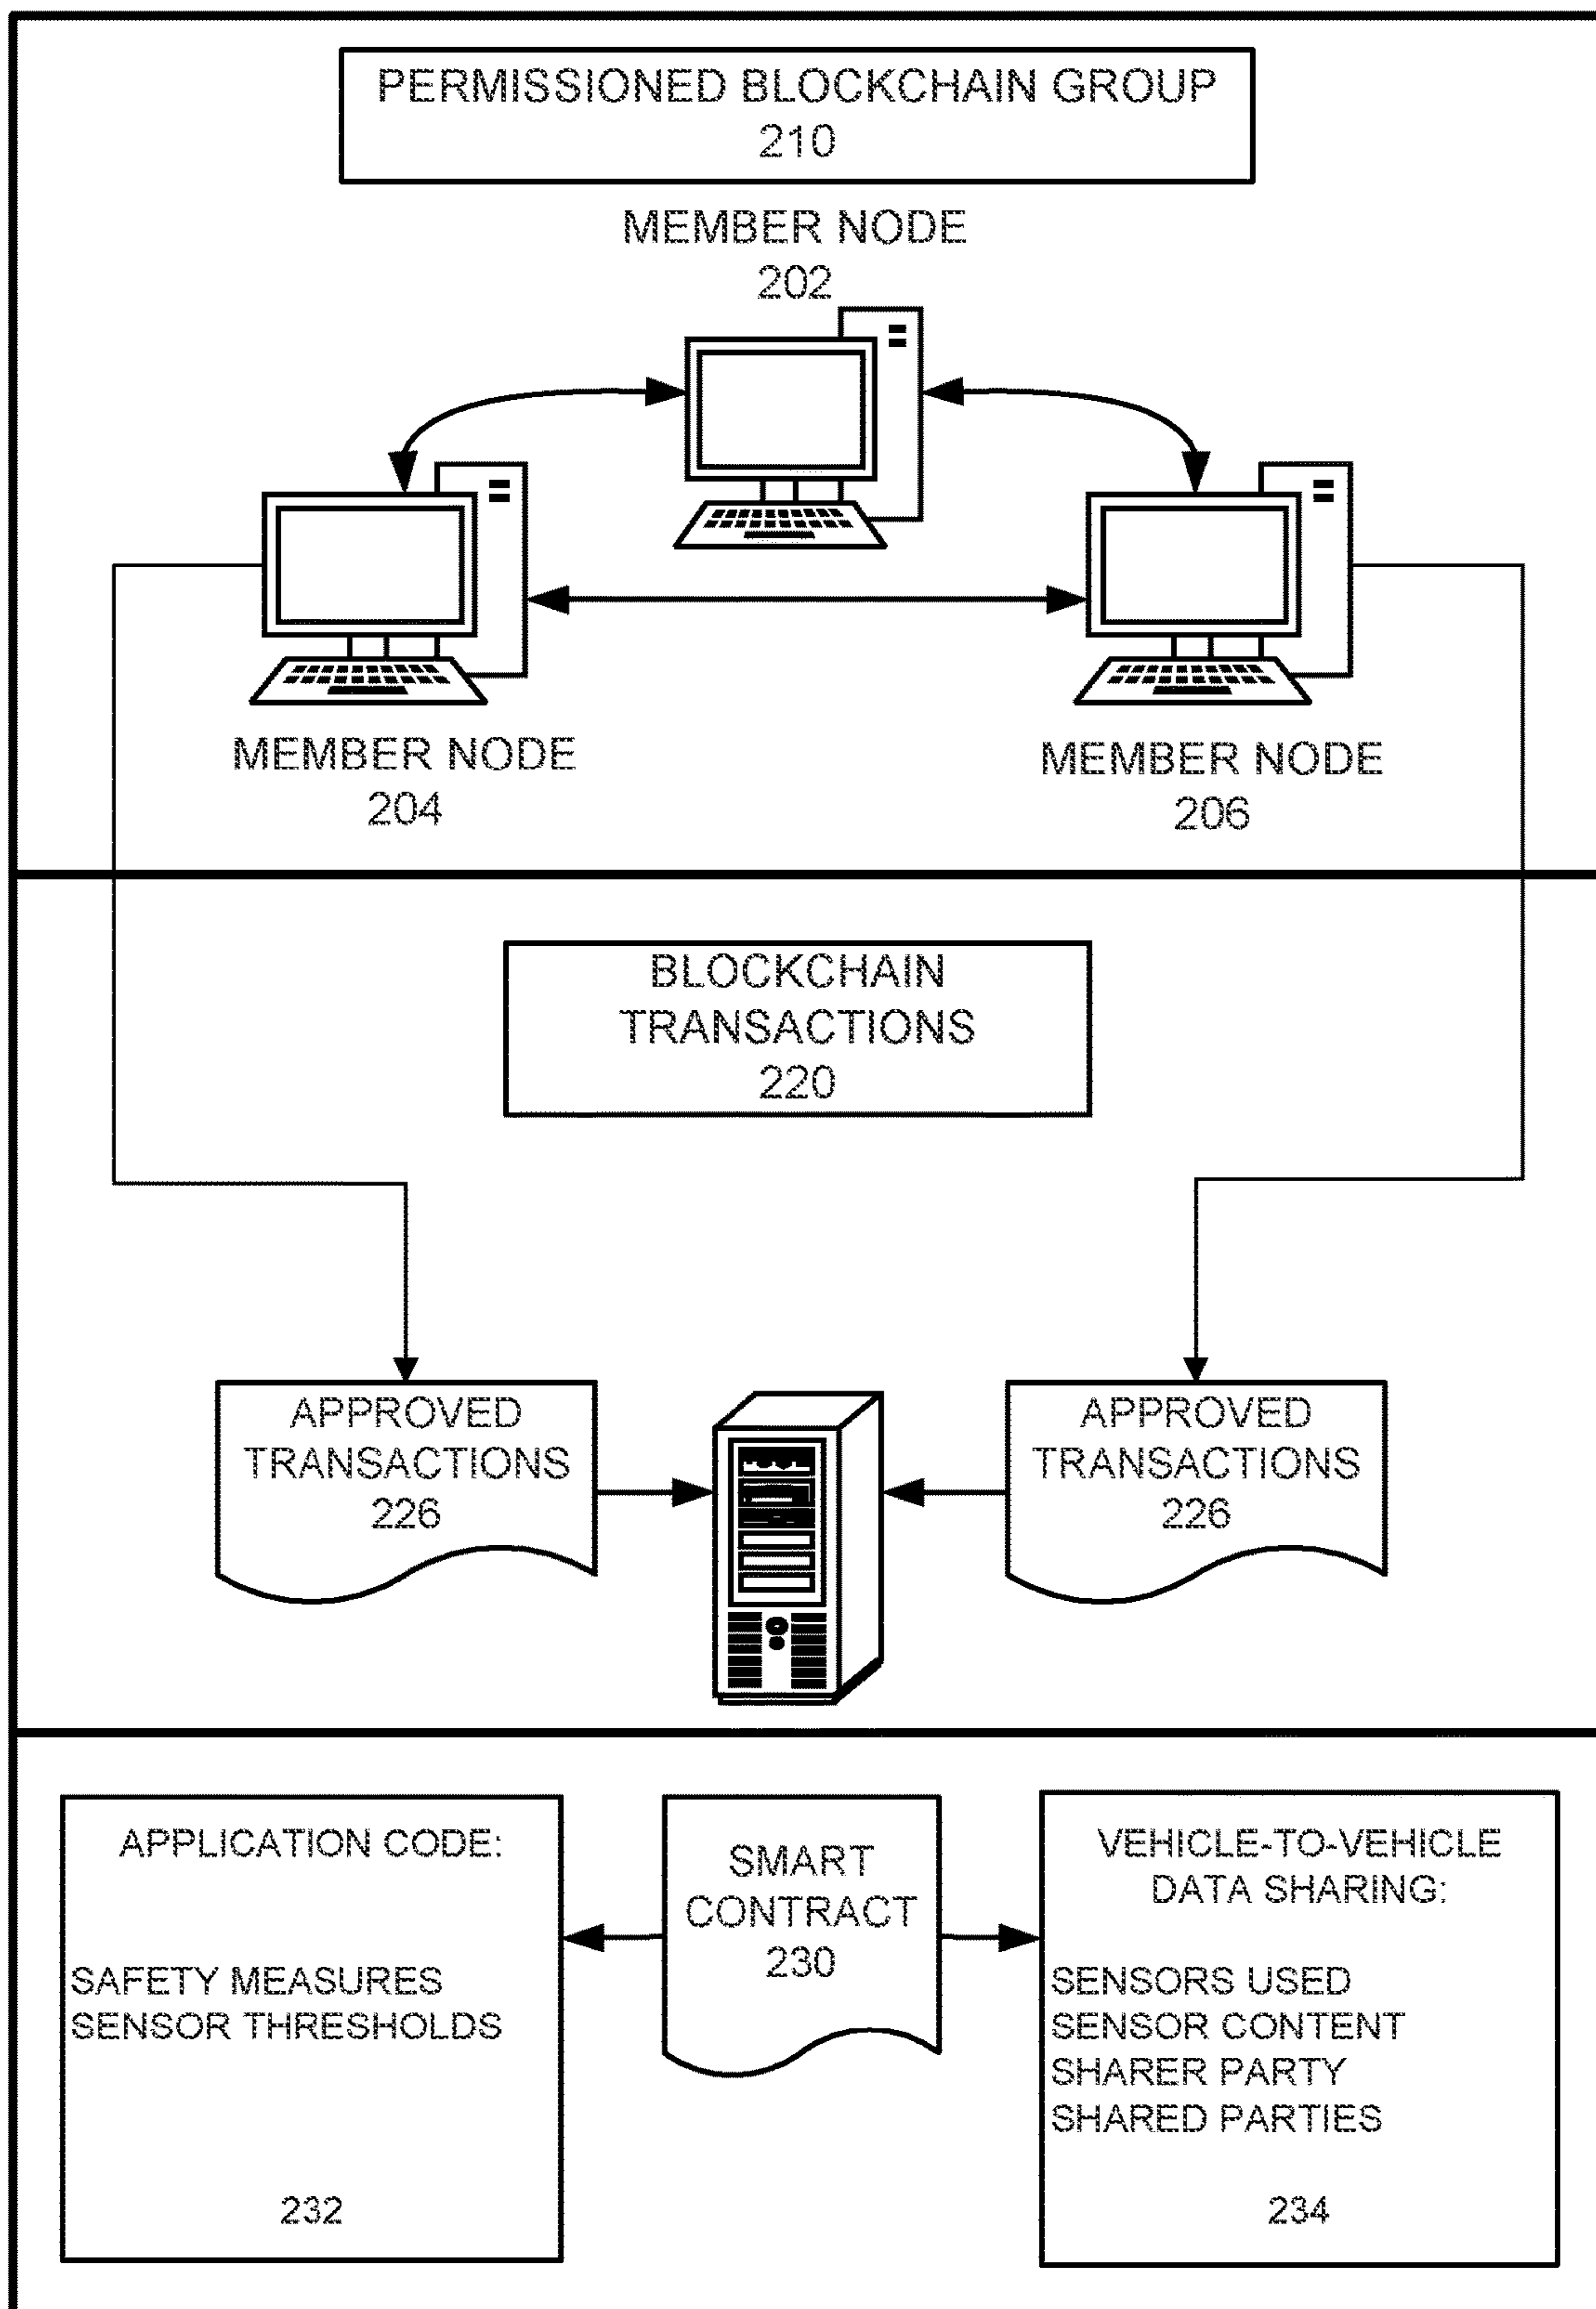 PERMISSIONED BLOCKCHAIN GROUP
210
MEMBER NODE
202
MEMBER NODE
204
MEMBER NODE
206
BLOCKCHAIN
TRANSACTIONS
220
APPROVED
TRANSACTIONS
226
APPROVED
TRANSACTIONS
226
APPLICATION CODE:
SAFETY MEASURES
SENSOR THRESHOLDS
232
SMART
CONTRACT
230
VEHICLE-TO-VEHICLE
DATA SHARING:
SENSORS USED
SENSOR CONTENT
SHARER PARTY
SHARED PARTIES
234